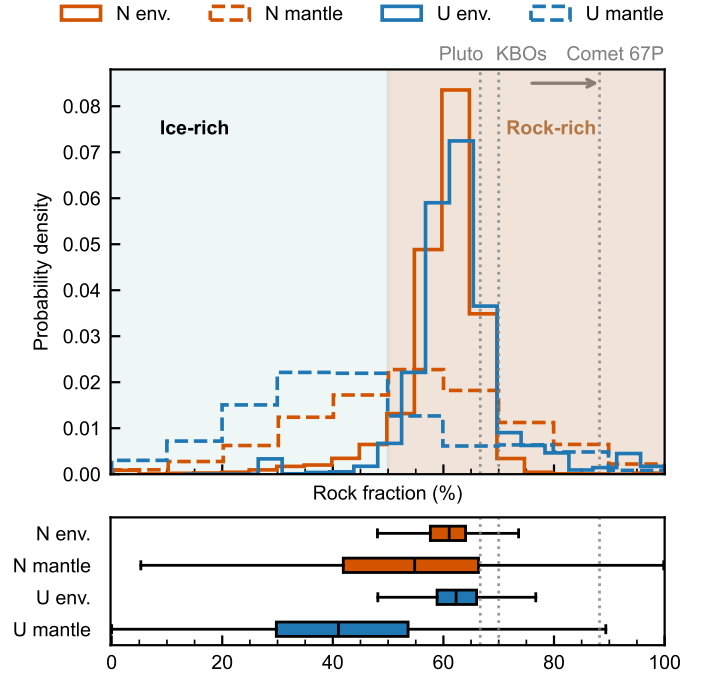 N env. N mantle U env. U mantle
Pluto KBOs Comet 67P
Ice-rich Rock-rich
Probability density
0.08
0.07
0.06
0.05
0.04
0.03
0.02
0.01
0.00
Rock fraction (%)
N env.
N mantle
U env.
U mantle
0 20 40 60 80 100